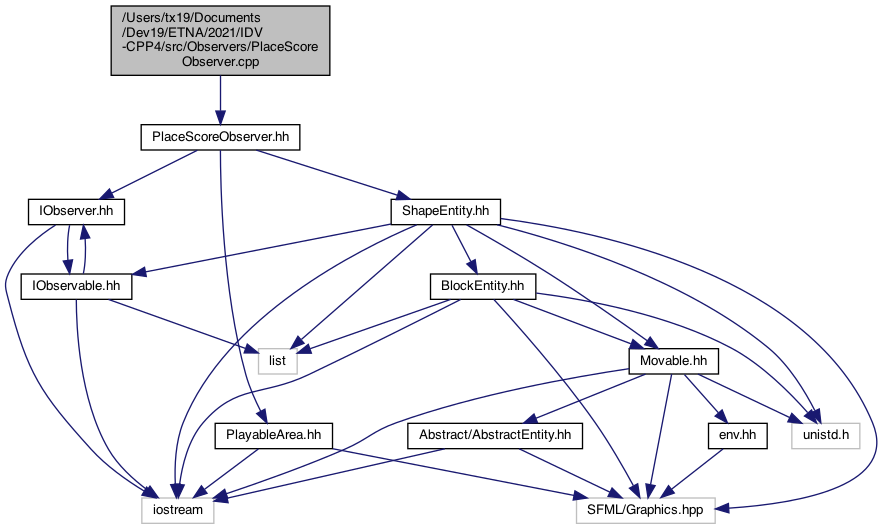 /Users/tx19/Documents
/Dev19/ETNA/2021/IDV
-CPP4/src/Observers/PlaceScore
Observer.cpp
PlaceScoreObserver.hh
IObserver.hh
ShapeEntity.hh
IObservable.hh
BlockEntity.hh
list
Movable.hh
PlayableArea.hh
Abstract/AbstractEntity.hh
env.hh
unistd.h
iostream
SFML/Graphics.hpp